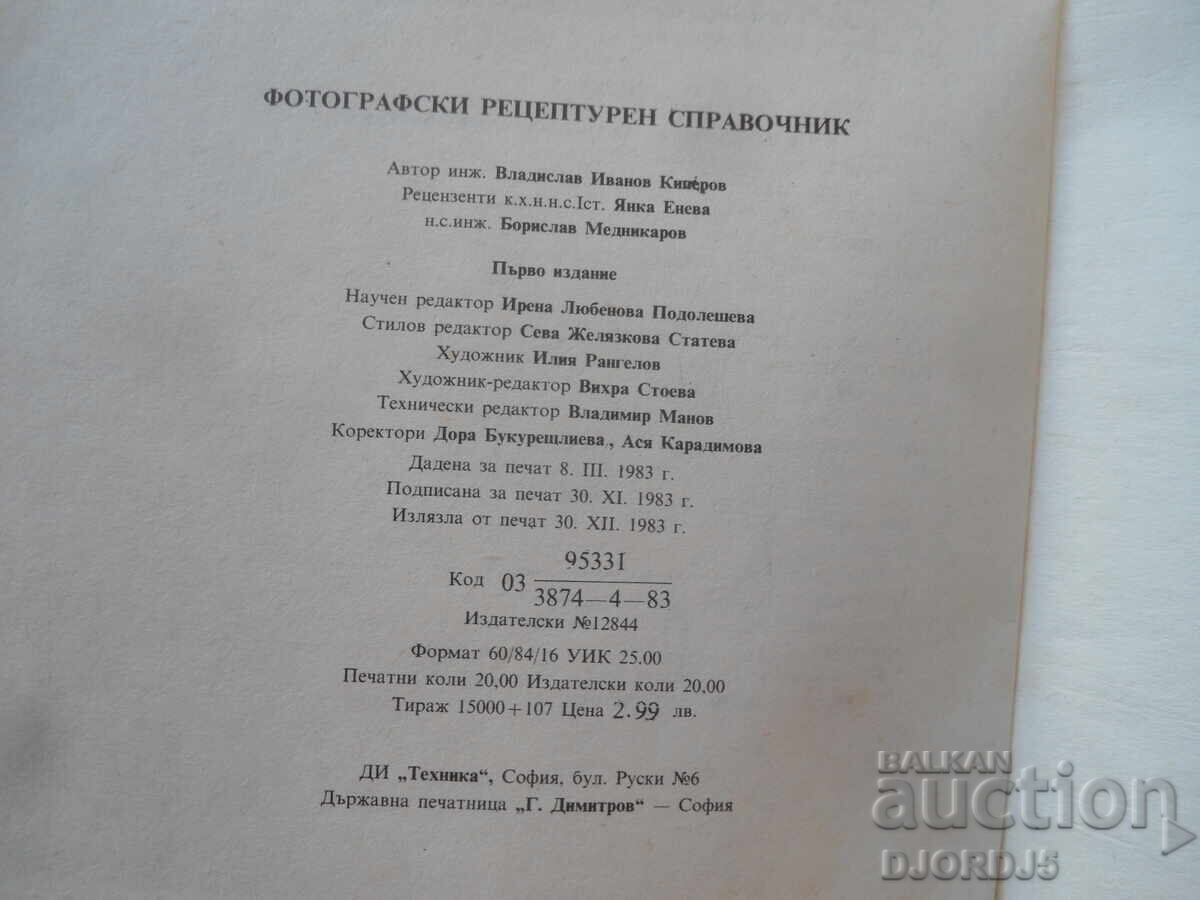 ФОТОГРАФСКИ РЕЦЕПТУРЕН СПРАВОЧНИК
Автор инж. Владислав Иванов Киперов
Рецензенти к.х.н.н.с.Iст. Янка Енева
н.с.инж. Борислав Медникаров
Първо издание
Научен редактор Ирена Любенова Подолешева
Стилов редактор Сева Желязкова Статева
Художник Илия Рангелов
Художник-редактор Вихра Стоева
Технически редактор Владимир Манов
Коректори Дора Букурещлиева, Ася Карадимова
Дадена за печат 8. III. 1983 г.
Подписана за печат 30. XI. 1983 г.
Излязла от печат 30. XII. 1983 г.
95331
Код 03
3874—4—83
Издателски №12844
Формат 60/84/16 УИК 25.00
Печатни коли 20,00 Издателски коли 20,00
Тираж 15000+107 Цена 2.99 лв.
ДИ „Техника“, София, бул. Руски №6
Държавна печатница „Г. Димитров“ — София
BALKAN
auction
DJORDJ5